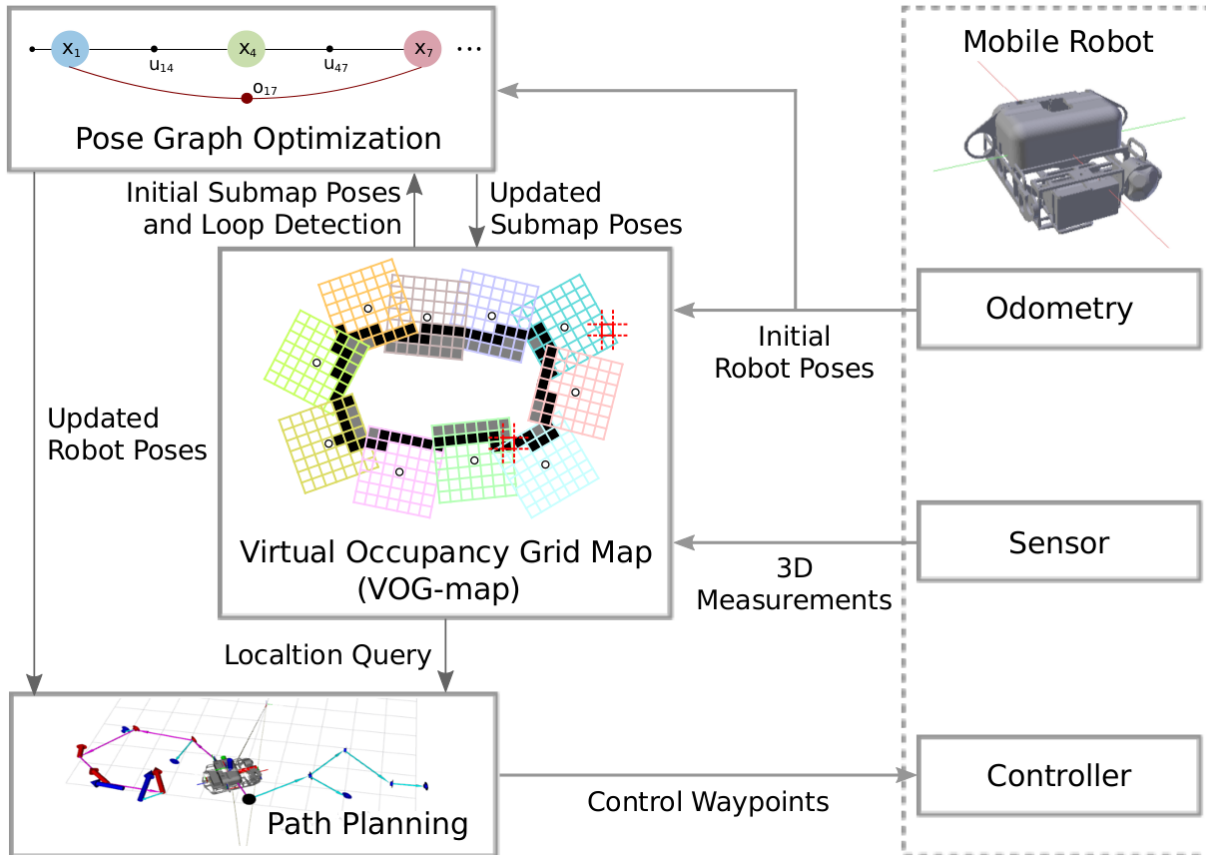 x₁
x₄
x₇
...
u₁₄
u₄₇
o₁₇
Pose Graph Optimization
Mobile Robot
Initial Submap Poses
and Loop Detection
Updated
Submap Poses
Odometry
Initial
Robot Poses
Updated
Robot Poses
Virtual Occupancy Grid Map
(VOG-map)
Sensor
3D
Measurements
Localtion Query
Path Planning
Control Waypoints
Controller